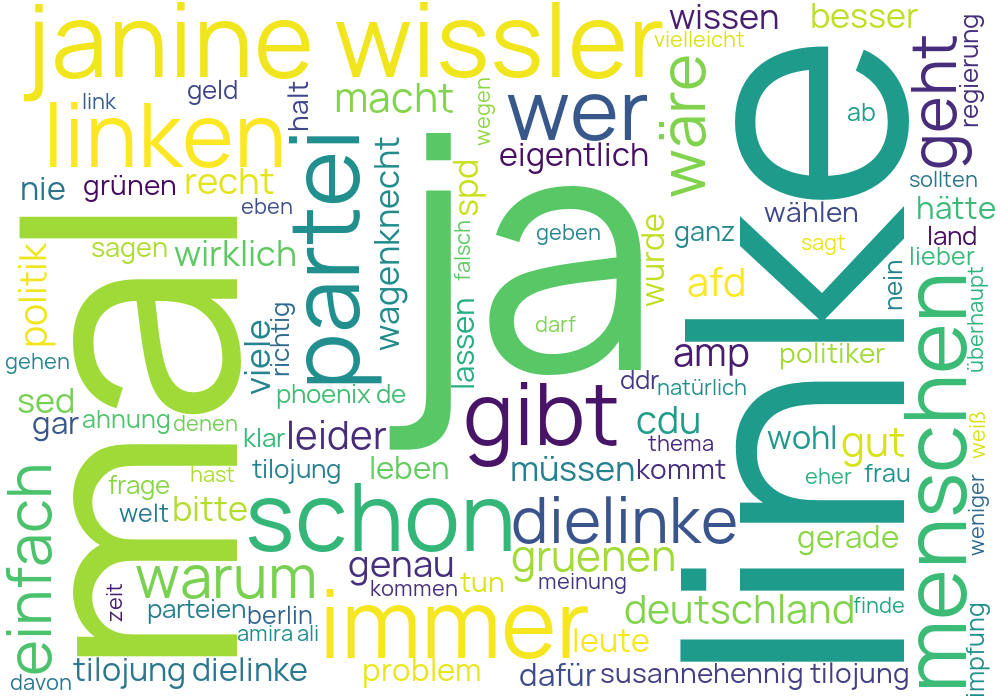 janine wissler
wissen
besser
vielleicht
geht
regierung
link
geld
halt
macht
wegen
wer
wäre
linke
ab
linken
partei
wagenknecht
ja
eigentlich
spd
nie
grünen
recht
eben
sollten
wählen
hätte
mal
sagen
wirklich
falsch
geben
wurde
ganz
sagt
land
lieber
politik
nein
überhaupt
afd
viele
richtig
lassen
darf
gehen
amp
politiker
menschen
sed
phoenix de
ddr
natürlich
gar
ahnung
denen
gibt
cdu
weiß
klar
leider
thema
wohl
gut
hast
tilojung
leben
müssen
kommt
eher
frau
weniger
einfach
frage
welt
bitte
schon
dielinke
gerade
warum
genau
gruenen
kommen
tun
meinung
zeit
parteien
berlin
immer
deutschland
finde
impfung
amira ali
leute
davon
tilojung dielinke
problem
dafür
susannehennig tilojung